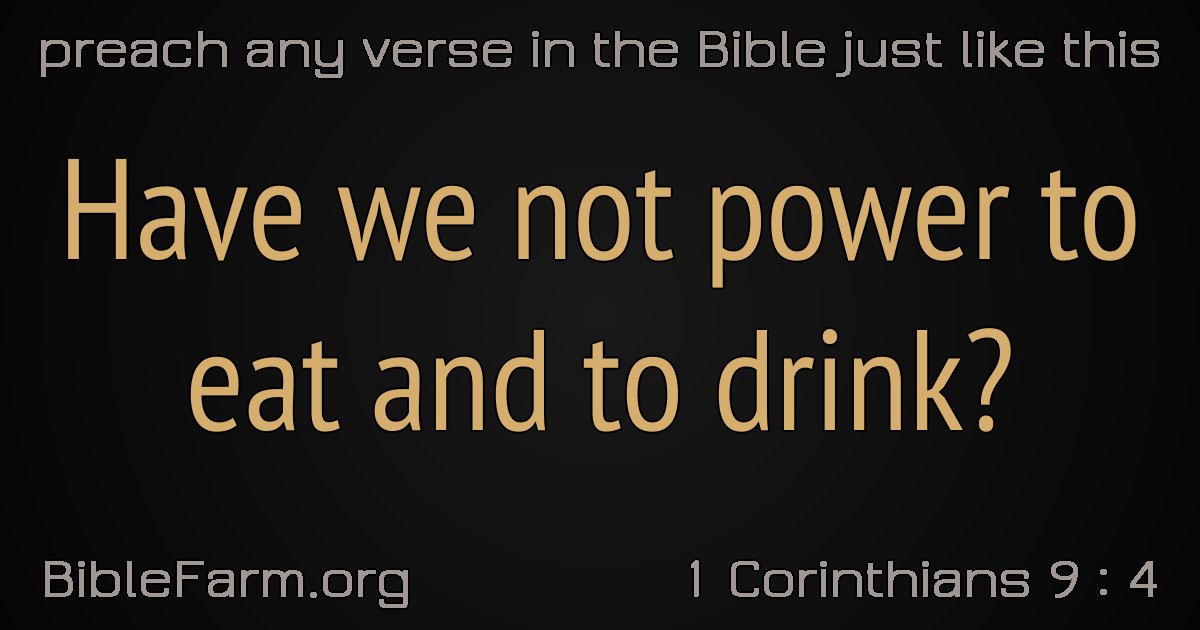 preach any verse in the Bible just like this
Have we not power to
eat and to drink?
BibleFarm.org
1 Corinthians 9 : 4